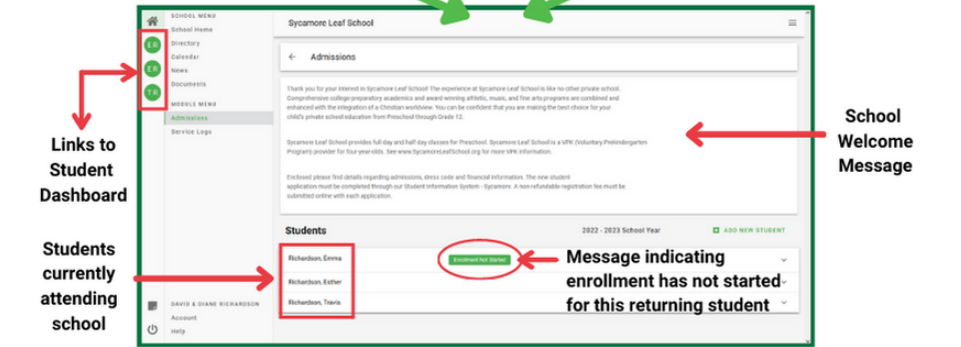 SCHOOL MENU
School Home
Directory
Calendar
News
Documents
MODULE MENU
Admissions
Service Logs
DAVID & DIANE RICHARDSON
Account
Help
ER
ER
TR
Links to
Student
Dashboard
Students
currently
attending
school
Sycamore Leaf School
Admissions
Thank you for your interest in Sycamore Leaf School! The experience at Sycamore Leaf School is like no other private school.
Comprehensive college-preparatory academics and award-winning athletic, music, and fine arts programs are combined and
enhanced with the integration of a Christian worldview. You can be confident that you are making the best choice for your
child's private school education from Preschool through Grade 12.
Sycamore Leaf School provides full day and half day classes for Preschool. Sycamore Leaf School is a VPK (Voluntary Prekindergarten
Program) provider for four-year-olds. See www.SycamoreLeafSchool.org for more VPK information.
Enclosed please find details regarding admissions, dress code and financial information. The new student
application must be completed through our Student Information System - Sycamore. A non-refundable registration fee must be
submitted online with each application.
School
Welcome
Message
Students
2022 - 2023 School Year
ADD NEW STUDENT
Richardson, Emma
Enrollment Not Started
Richardson, Esther
Richardson, Travis
Message indicating
enrollment has not started
for this returning student